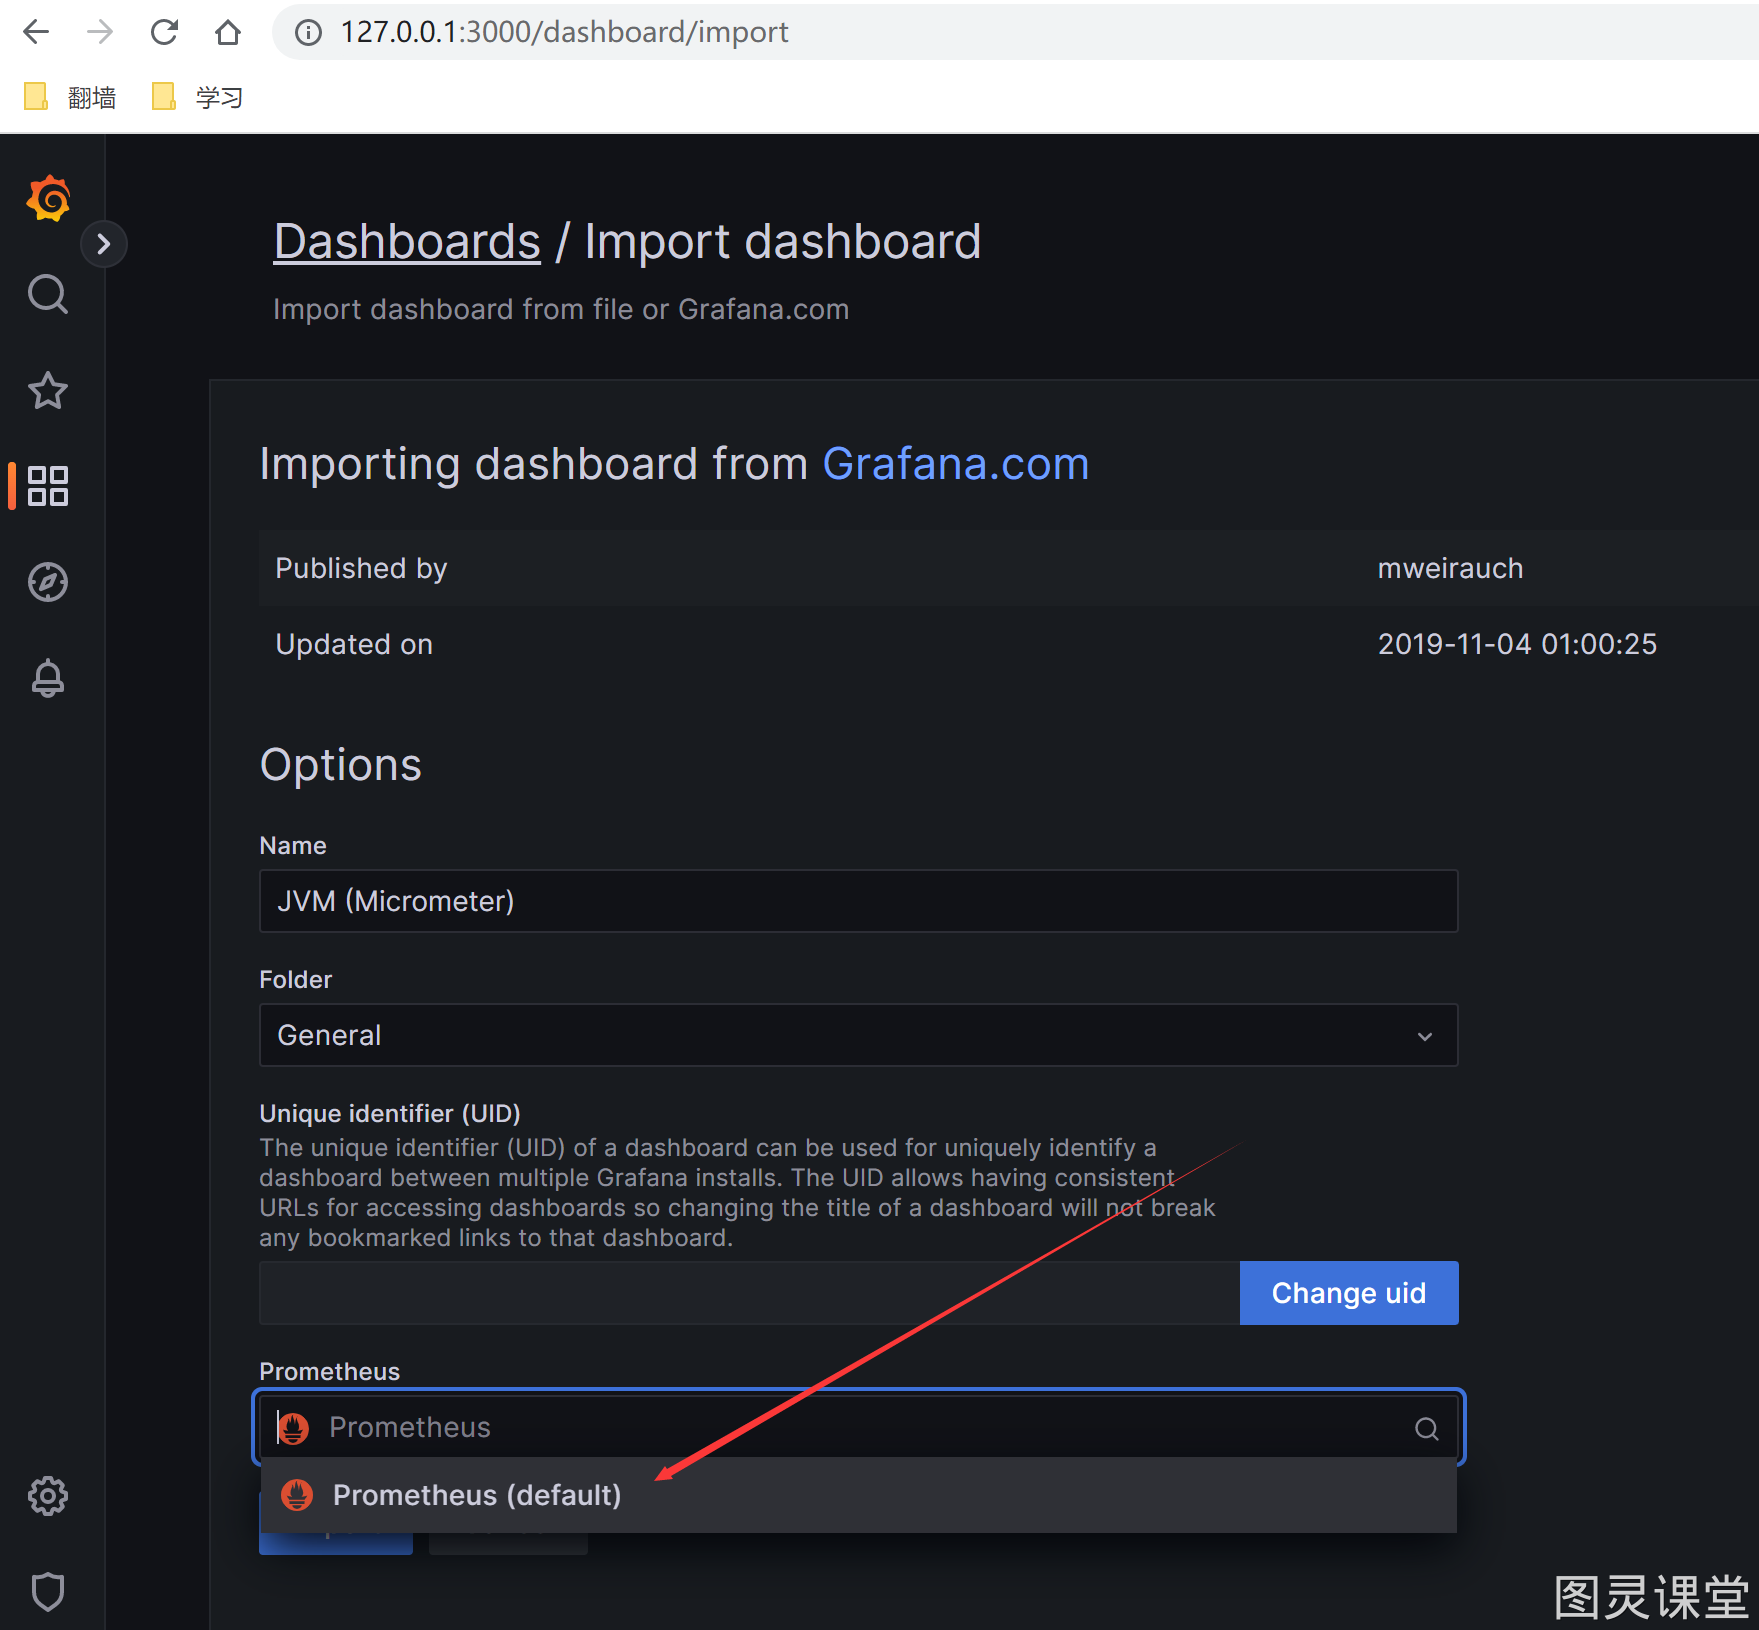 127.0.0.1:3000/dashboard/import
翻墙 学习
Dashboards / Import dashboard
Import dashboard from file or Grafana.com
Importing dashboard from Grafana.com
Published by mweirauch
Updated on 2019-11-04 01:00:25
Options
Name
JVM (Micrometer)
Folder
General
Unique identifier (UID)
The unique identifier (UID) of a dashboard can be used for uniquely identify a
dashboard between multiple Grafana installs. The UID allows having consistent
URLs for accessing dashboards so changing the title of a dashboard will not break
any bookmarked links to that dashboard.
Change uid
Prometheus
Prometheus
Prometheus (default)
图灵课堂